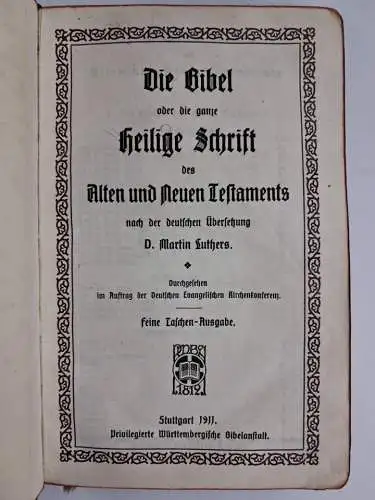 Die Bibel
oder die ganze
Heilige Schrift
des
Alten und Neuen Testaments
nach der deutschen Übersetzung
D. Martin Luthers.
Durchgesehen
im Auftrag der Deutschen Evangelischen Kirchenkonferenz.
Feine Taschen-Ausgabe.
PWBA
1812
Stuttgart 1911.
Privilegierte Württembergische Bibelanstalt.